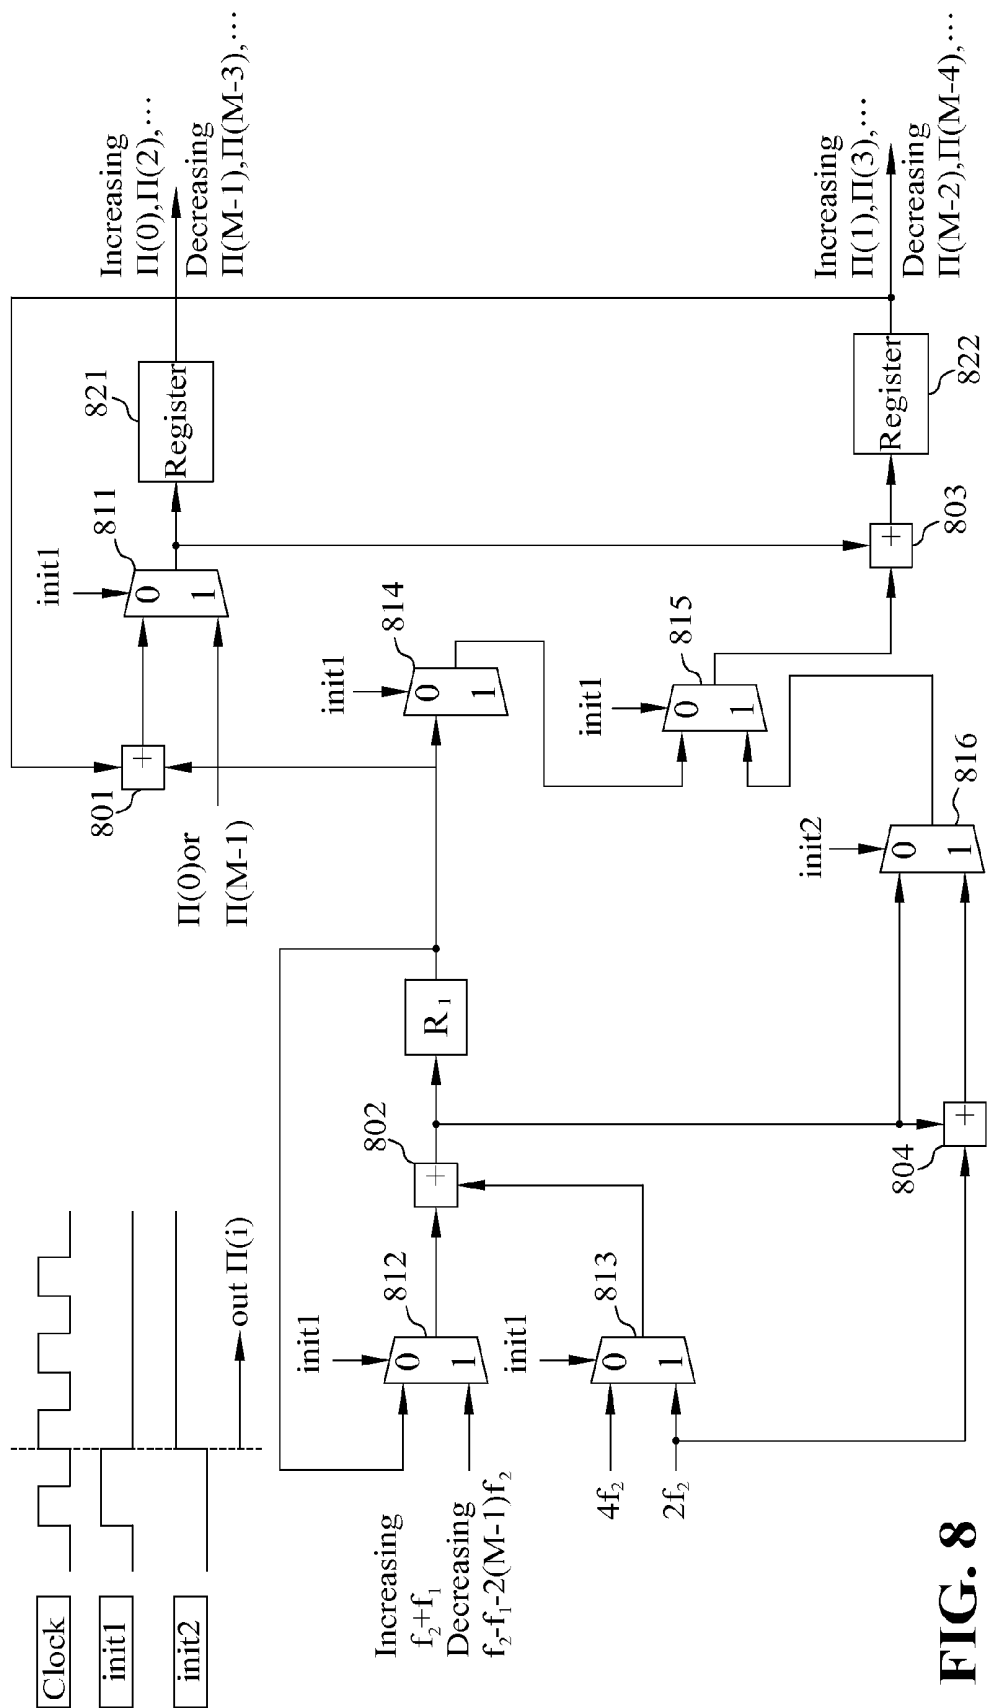 Clock
init1
init2
out Π(i)
Increasing
f₂+f₁
Decreasing
f₂-f₁-2(M-1)f₂
init1
0
1
812
4f₂
2f₂
init1
0
1
813
+
802
R₁
+
804
Π(0)or
Π(M-1)
+
801
init1
0
1
811
Register
821
Increasing
Π(0),Π(2),⋯
Decreasing
Π(M-1),Π(M-3),⋯
init1
0
1
814
init1
0
1
815
init2
0
1
816
+
803
Register
822
Increasing
Π(1),Π(3),⋯
Decreasing
Π(M-2),Π(M-4),⋯
FIG. 8